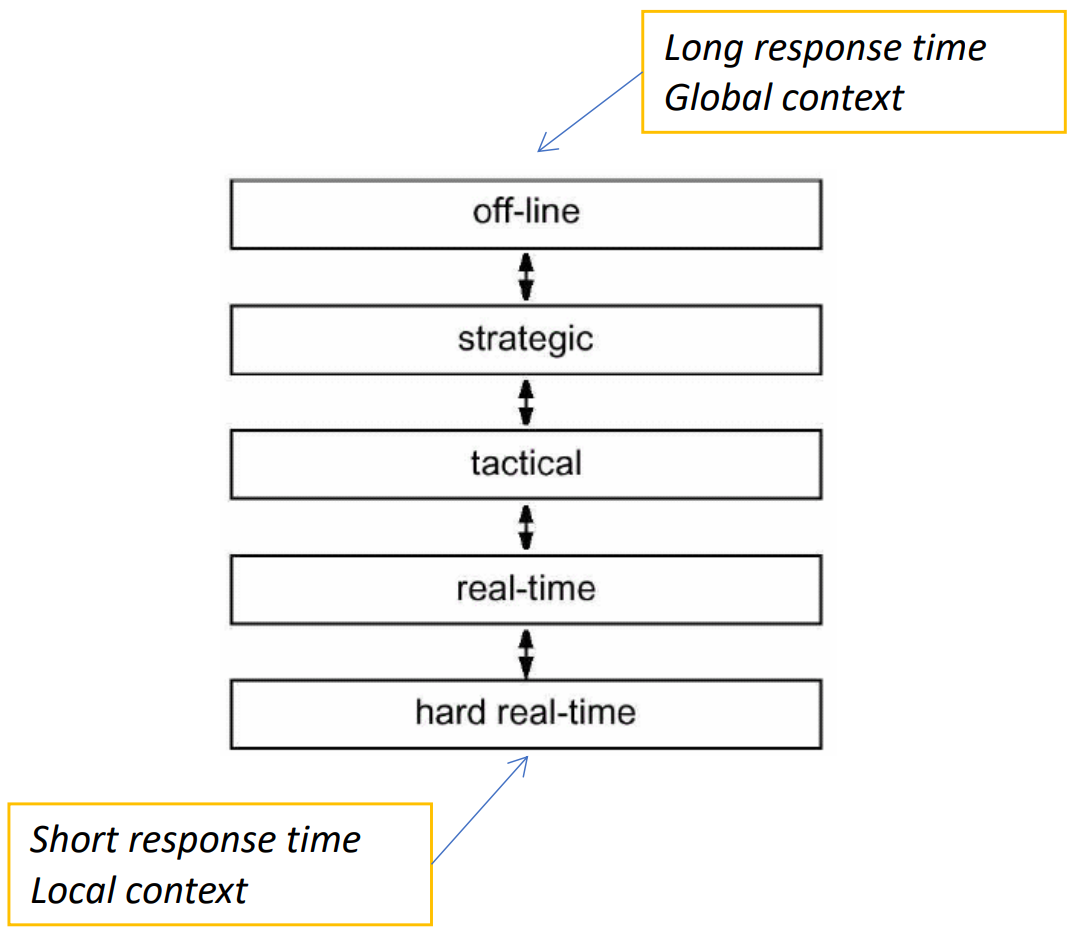 Long response time
Global context
off-line
strategic
tactical
real-time
hard real-time
Short response time
Local context